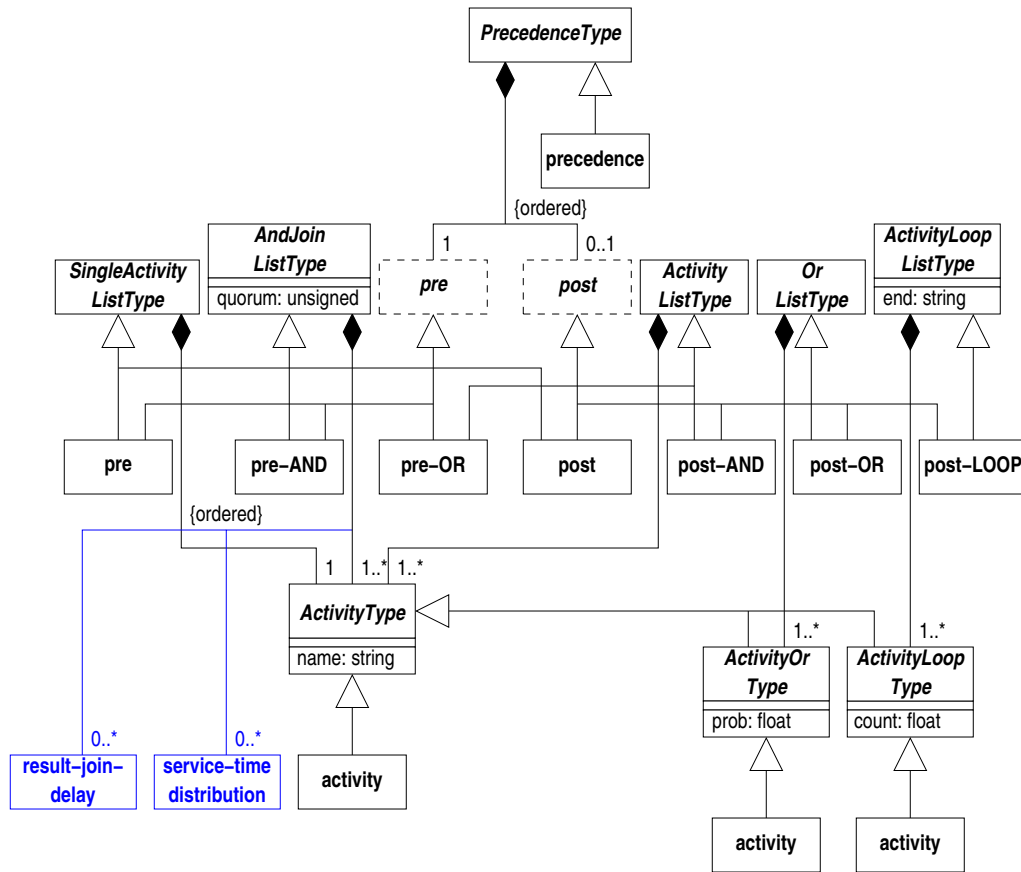 PrecedenceType
precedence
{ordered}
1
0..1
SingleActivity
ListType
AndJoin
ListType
quorum: unsigned
pre
post
Activity
ListType
Or
ListType
ActivityLoop
ListType
end: string
pre
pre-AND
pre-OR
post
post-AND
post-OR
post-LOOP
{ordered}
1
1..*
1..*
ActivityType
name: string
1..*
1..*
ActivityOr
Type
prob: float
ActivityLoop
Type
count: float
0..*
0..*
result-join-
delay
service-time
distribution
activity
activity
activity